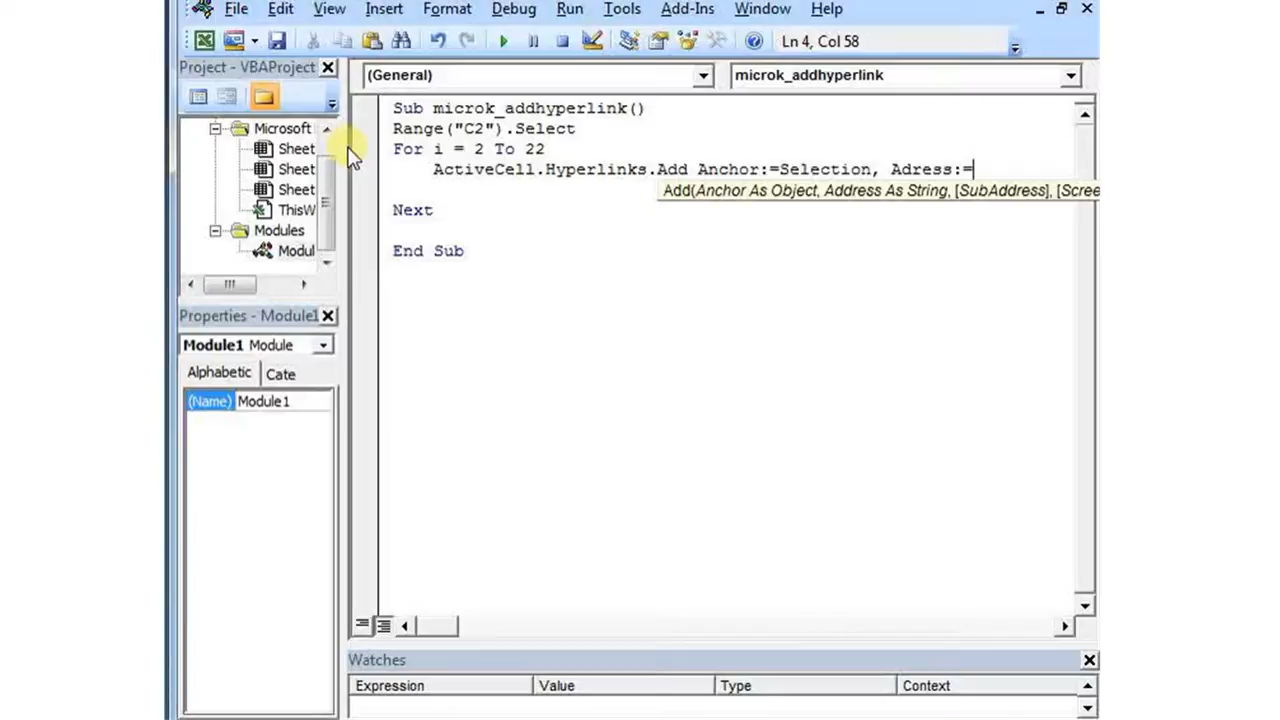 File Edit View Insert Format Debug Run Tools Add-Ins Window Help
Ln 4, Col 58
Project - VBAProject
(General)
microk_addhyperlink
Microsoft
Sheet
Sheet
Sheet
ThisW
Modules
Modul
Sub microk_addhyperlink()
Range("C2").Select
For i = 2 To 22
ActiveCell.Hyperlinks.Add Anchor:=Selection, Adress:=
Add(Anchor As Object, Address As String, [SubAddress], [Scree
Next
End Sub
Properties - Module1
Module1 Module
Alphabetic Cate
(Name) Module1
Watches
Expression Value Type Context